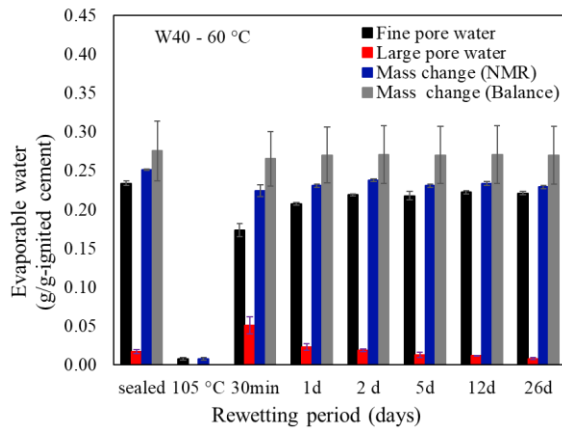 W40 - 60 °C
Fine pore water
Large pore water
Mass change (NMR)
Mass change (Balance)
Evaporable water
(g/g-ignited cement)
0.45
0.40
0.35
0.30
0.25
0.20
0.15
0.10
0.05
0.00
sealed 105 °C 30min 1d 2 d 5d 12d 26d
Rewetting period (days)